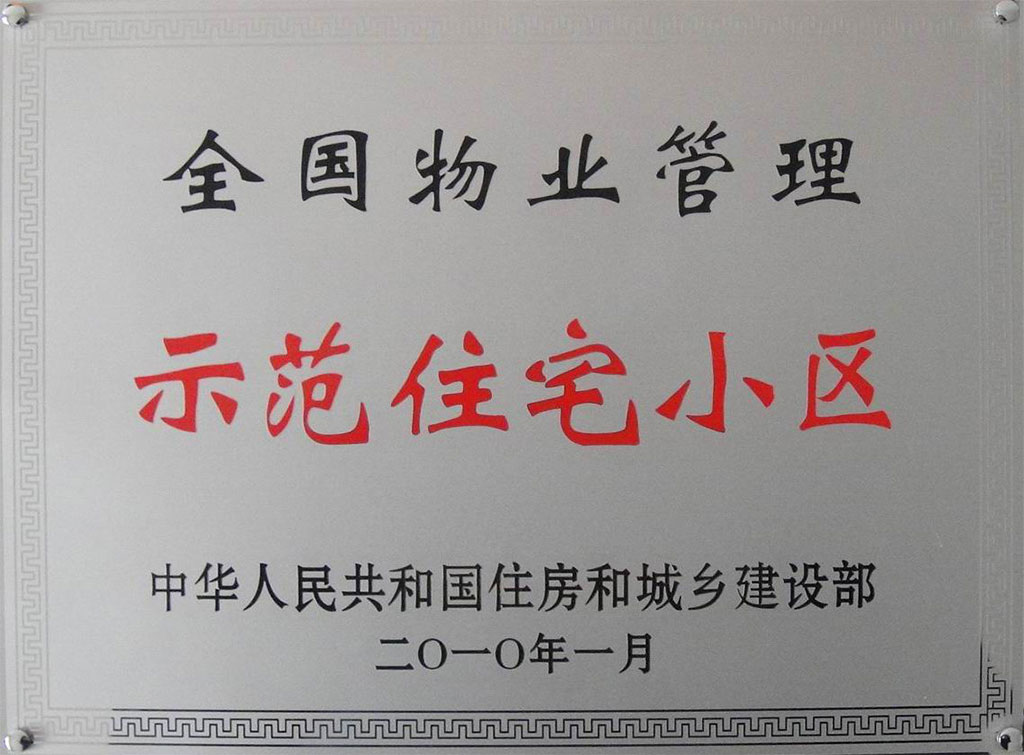 全国物业管理
示范住宅小区
中华人民共和国住房和城乡建设部
二〇一〇年一月